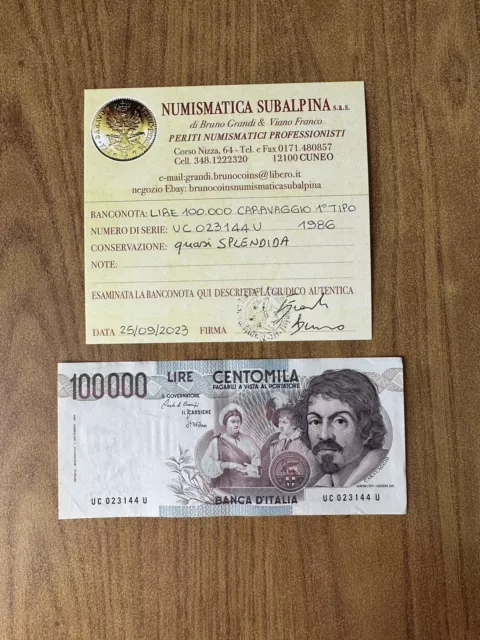 NUMISMATICA SUBALPINA s.a.s.
di Bruno Grandi & Viano Franco
PERITI NUMISMATICI PROFESSIONISTI
Corso Nizza, 64 - Tel. e Fax 0171.480857
Cell. 348.1222320 12100 CUNEO
e-mail:grandi.brunocoins@libero.it
negozio Ebay: brunocoinsnumismaticasubalpina
BANCONOTA: LIRE 100.000 CARAVAGGIO 1° TIPO
NUMERO DI SERIE: UC 023144 U 1986
CONSERVAZIONE: quasi SPLENDIDA
NOTE:
ESAMINATA LA BANCONOTA QUI DESCRITTA LA GIUDICO AUTENTICA
DATA 25/09/2023 FIRMA Grandi Bruno
100000 LIRE CENTOMILA
PAGABILI A VISTA AL PORTATORE
IL GOVERNATORE
IL CASSIERE
CARAVAGGIO
UC 023144 U
BANCA D'ITALIA
UC 023144 U